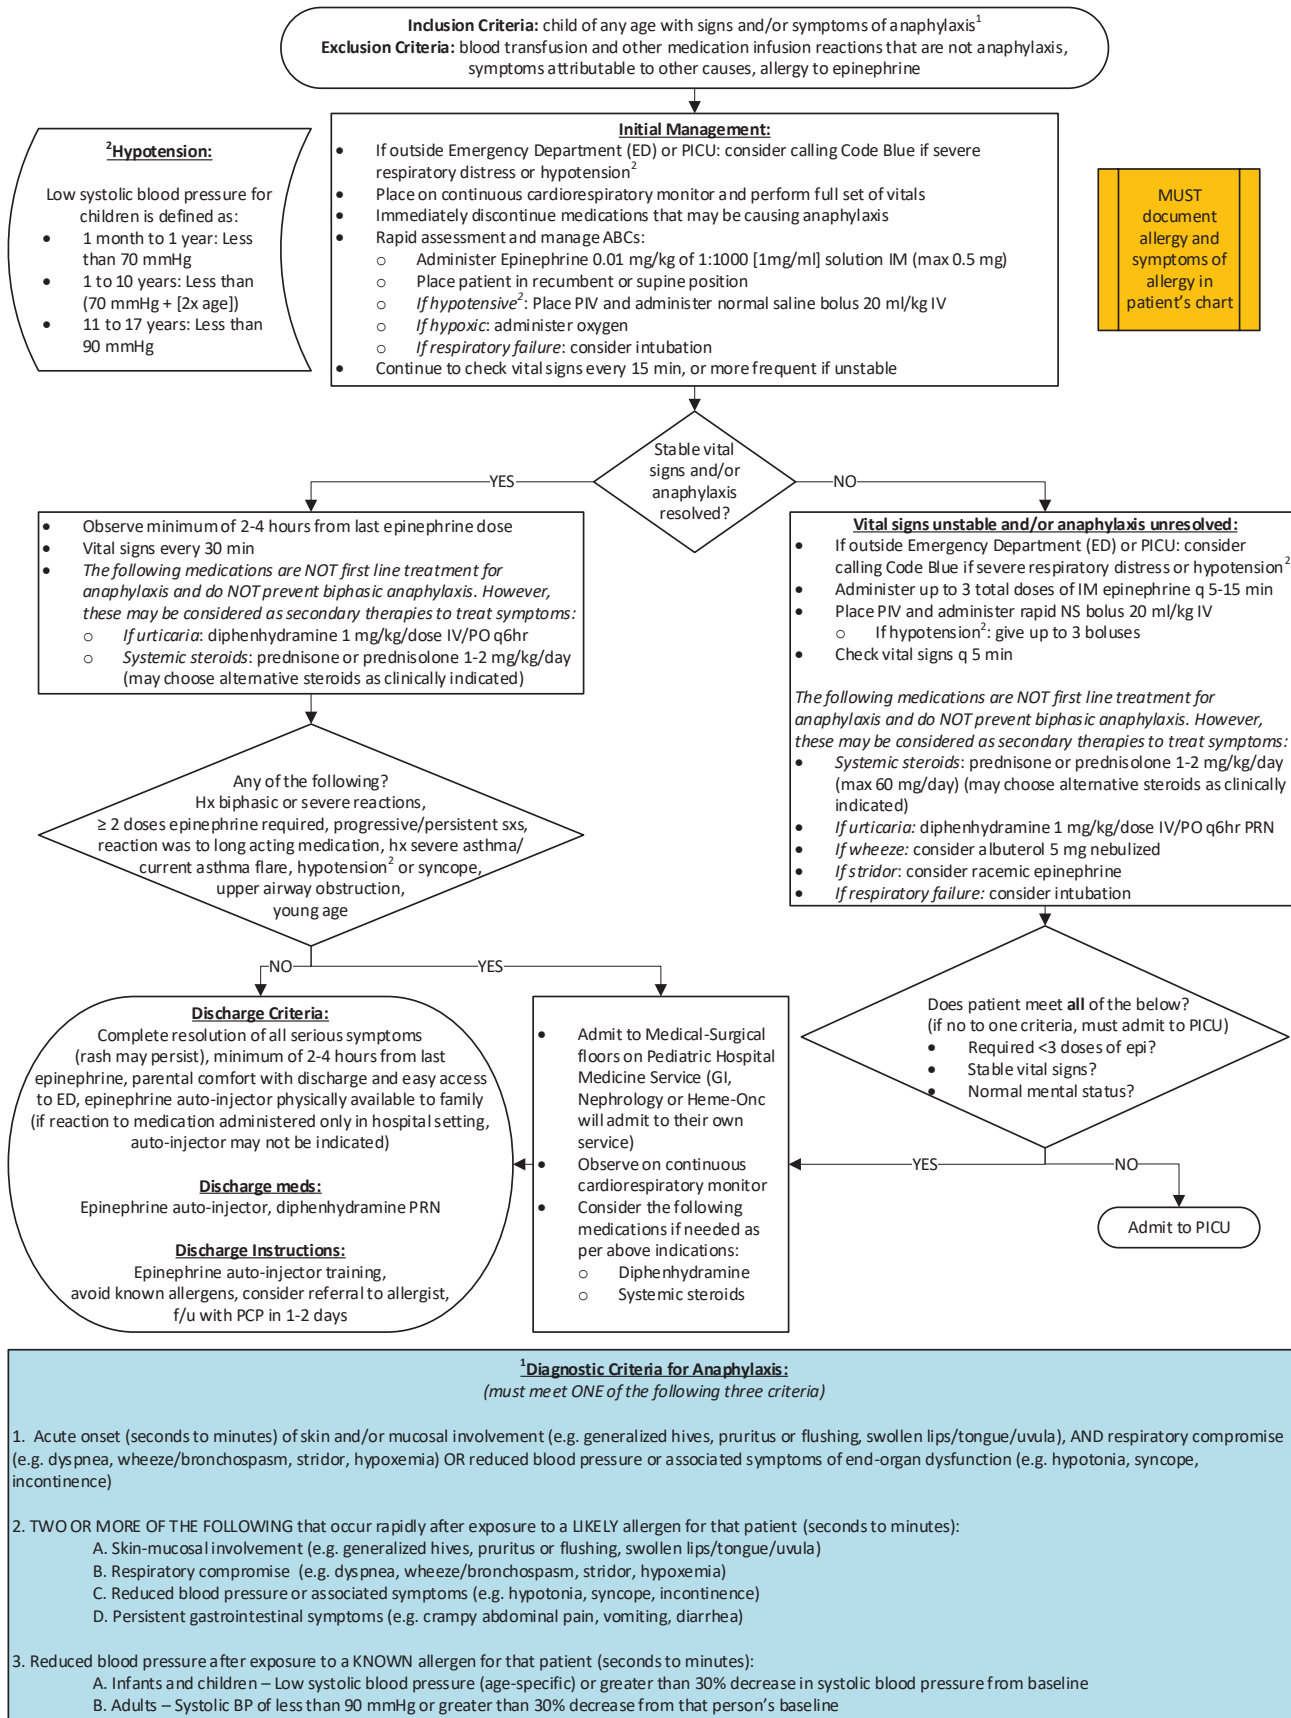 Inclusion Criteria: child of any age with signs and/or symptoms of anaphylaxis1
Exclusion Criteria: blood transfusion and other medication infusion reactions that are not anaphylaxis,
symptoms attributable to other causes, allergy to epinephrine
2Hypotension:
Low systolic blood pressure for
children is defined as:
• 1 month to 1 year: Less
than 70 mmHg
• 1 to 10 years: Less than
(70 mmHg + [2x age])
• 11 to 17 years: Less than
90 mmHg
Initial Management:
• If outside Emergency Department (ED) or PICU: consider calling Code Blue if severe
respiratory distress or hypotension2
• Place on continuous cardiorespiratory monitor and perform full set of vitals
• Immediately discontinue medications that may be causing anaphylaxis
• Rapid assessment and manage ABCs:
o Administer Epinephrine 0.01 mg/kg of 1:1000 [1mg/ml] solution IM (max 0.5 mg)
o Place patient in recumbent or supine position
o If hypotensive2: Place PIV and administer normal saline bolus 20 ml/kg IV
o If hypoxic: administer oxygen
o If respiratory failure: consider intubation
• Continue to check vital signs every 15 min, or more frequent if unstable
MUST
document
allergy and
symptoms of
allergy in
patient's chart
Stable vital
signs and/or
anaphylaxis
resolved?
YES
NO
• Observe minimum of 2-4 hours from last epinephrine dose
• Vital signs every 30 min
• The following medications are NOT first line treatment for
anaphylaxis and do NOT prevent biphasic anaphylaxis. However,
these may be considered as secondary therapies to treat symptoms:
o If urticaria: diphenhydramine 1 mg/kg/dose IV/PO q6hr
o Systemic steroids: prednisone or prednisolone 1-2 mg/kg/day
(may choose alternative steroids as clinically indicated)
Vital signs unstable and/or anaphylaxis unresolved:
• If outside Emergency Department (ED) or PICU: consider
calling Code Blue if severe respiratory distress or hypotension2
• Administer up to 3 total doses of IM epinephrine q 5-15 min
• Place PIV and administer rapid NS bolus 20 ml/kg IV
o If hypotension2: give up to 3 boluses
• Check vital signs q 5 min
The following medications are NOT first line treatment for
anaphylaxis and do NOT prevent biphasic anaphylaxis. However,
these may be considered as secondary therapies to treat symptoms:
• Systemic steroids: prednisone or prednisolone 1-2 mg/kg/day
(max 60 mg/day) (may choose alternative steroids as clinically
indicated)
• If urticaria: diphenhydramine 1 mg/kg/dose IV/PO q6hr PRN
• If wheeze: consider albuterol 5 mg nebulized
• If stridor: consider racemic epinephrine
• If respiratory failure: consider intubation
Any of the following?
Hx biphasic or severe reactions,
≥ 2 doses epinephrine required, progressive/persistent sxs,
reaction was to long acting medication, hx severe asthma/
current asthma flare, hypotension2 or syncope,
upper airway obstruction,
young age
NO
YES
Does patient meet all of the below?
(if no to one criteria, must admit to PICU)
• Required <3 doses of epi?
• Stable vital signs?
• Normal mental status?
YES
NO
Discharge Criteria:
Complete resolution of all serious symptoms
(rash may persist), minimum of 2-4 hours from last
epinephrine, parental comfort with discharge and easy access
to ED, epinephrine auto-injector physically available to family
(if reaction to medication administered only in hospital setting,
auto-injector may not be indicated)
Discharge meds:
Epinephrine auto-injector, diphenhydramine PRN
Discharge Instructions:
Epinephrine auto-injector training,
avoid known allergens, consider referral to allergist,
f/u with PCP in 1-2 days
• Admit to Medical-Surgical
floors on Pediatric Hospital
Medicine Service (GI,
Nephrology or Heme-Onc
will admit to their own
service)
• Observe on continuous
cardiorespiratory monitor
• Consider the following
medications if needed as
per above indications:
o Diphenhydramine
o Systemic steroids
Admit to PICU
1Diagnostic Criteria for Anaphylaxis:
(must meet ONE of the following three criteria)
1. Acute onset (seconds to minutes) of skin and/or mucosal involvement (e.g. generalized hives, pruritus or flushing, swollen lips/tongue/uvula), AND respiratory compromise
(e.g. dyspnea, wheeze/bronchospasm, stridor, hypoxemia) OR reduced blood pressure or associated symptoms of end-organ dysfunction (e.g. hypotonia, syncope,
incontinence)
2. TWO OR MORE OF THE FOLLOWING that occur rapidly after exposure to a LIKELY allergen for that patient (seconds to minutes):
A. Skin-mucosal involvement (e.g. generalized hives, pruritus or flushing, swollen lips/tongue/uvula)
B. Respiratory compromise (e.g. dyspnea, wheeze/bronchospasm, stridor, hypoxemia)
C. Reduced blood pressure or associated symptoms (e.g. hypotonia, syncope, incontinence)
D. Persistent gastrointestinal symptoms (e.g. crampy abdominal pain, vomiting, diarrhea)
3. Reduced blood pressure after exposure to a KNOWN allergen for that patient (seconds to minutes):
A. Infants and children – Low systolic blood pressure (age-specific) or greater than 30% decrease in systolic blood pressure from baseline
B. Adults – Systolic BP of less than 90 mmHg or greater than 30% decrease from that person's baseline